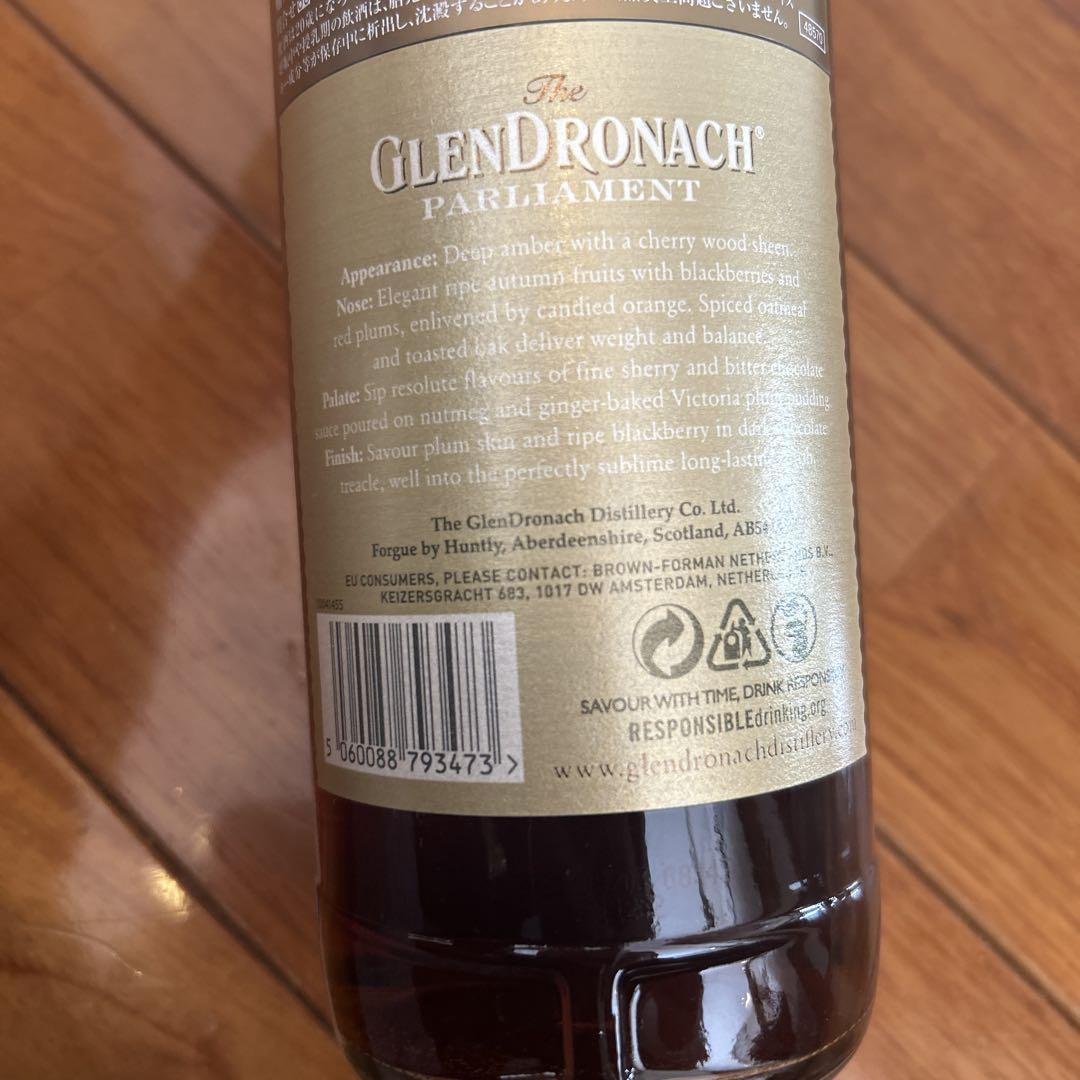 48570
The
GLENDRONACH®
PARLIAMENT
Appearance: Deep amber with a cherry wood sheen.
Nose: Elegant ripe autumn fruits with blackberries and
red plums, enlivened by candied orange. Spiced oatmeal
and toasted oak deliver weight and balance.
Palate: Sip resolute flavours of fine sherry and bitter chocolate
sauce poured on nutmeg and ginger-baked Victoria plum pudding.
Finish: Savour plum skin and ripe blackberry in dark chocolate
treacle, well into the perfectly sublime long-lasting
The GlenDronach Distillery Co. Ltd.
Forgue by Huntly, Aberdeenshire, Scotland,
EU CONSUMERS, PLEASE CONTACT: BROWN-FORMAN NETHERLANDS B.V.,
KEIZERSGRACHT 683, 1017 DW AMSTERDAM, NETHERLANDS
5 060088 793473 >
SAVOUR WITH TIME, DRINK
RESPONSIBLEdrinking.org
www.glendronachdistillery.com